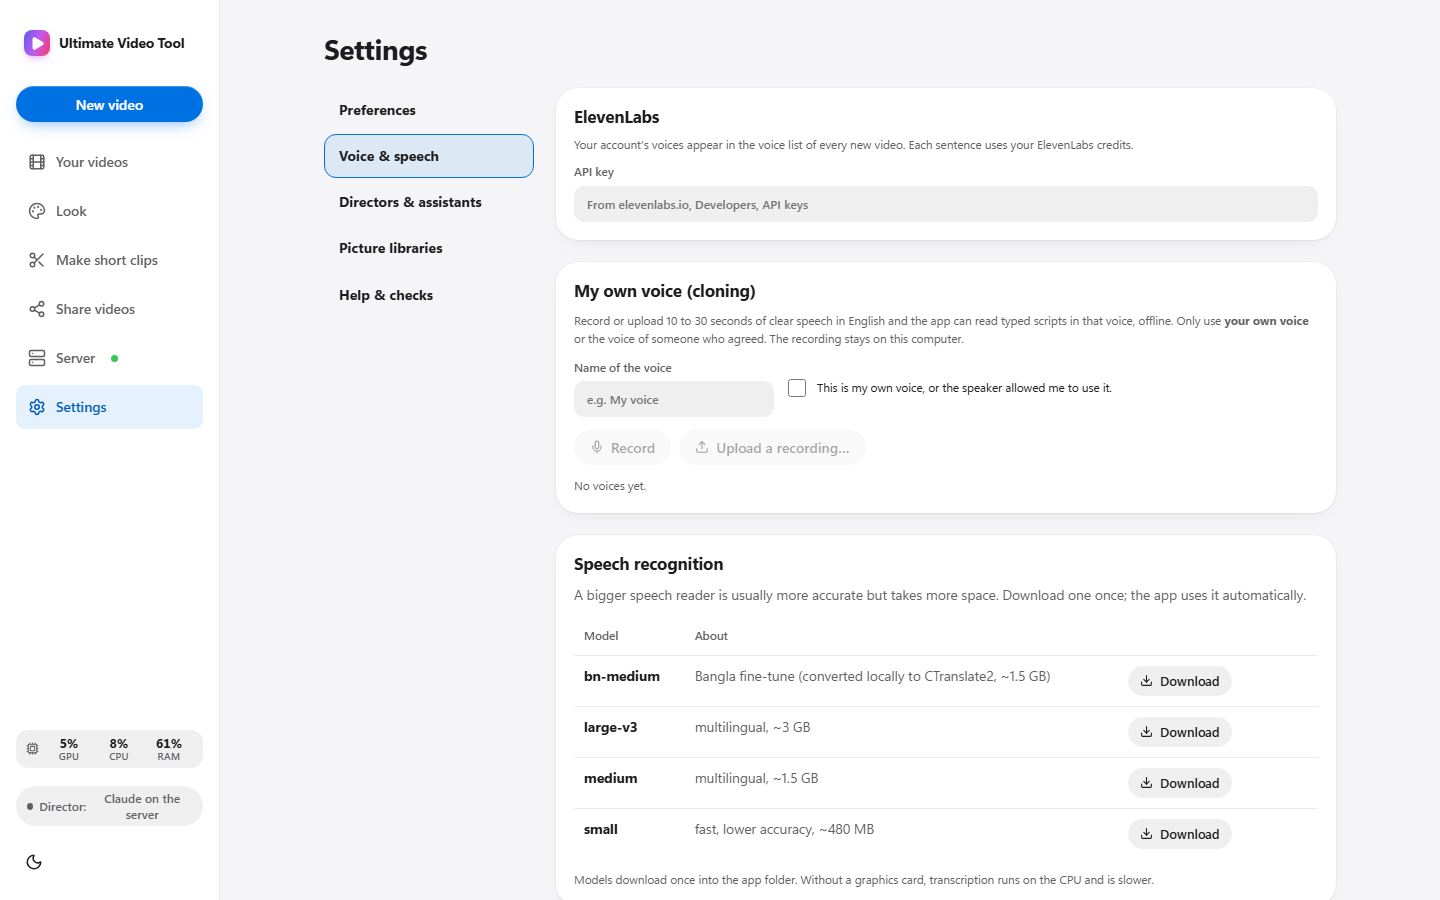 Ultimate Video Tool
New video
Your videos
Look
Make short clips
Share videos
Server
Settings
5%
GPU
8%
CPU
61%
RAM
Director:
Claude on the
server
Settings
Preferences
Voice & speech
Directors & assistants
Picture libraries
Help & checks
ElevenLabs
Your account's voices appear in the voice list of every new video. Each sentence uses your ElevenLabs credits.
API key
From elevenlabs.io, Developers, API keys
My own voice (cloning)
Record or upload 10 to 30 seconds of clear speech in English and the app can read typed scripts in that voice, offline. Only use your own voice
or the voice of someone who agreed. The recording stays on this computer.
Name of the voice
e.g. My voice
This is my own voice, or the speaker allowed me to use it.
Record
Upload a recording...
No voices yet.
Speech recognition
A bigger speech reader is usually more accurate but takes more space. Download one once; the app uses it automatically.
Model About
bn-medium Bangla fine-tune (converted locally to CTranslate2, ~1.5 GB) Download
large-v3 multilingual, ~3 GB Download
medium multilingual, ~1.5 GB Download
small fast, lower accuracy, ~480 MB Download
Models download once into the app folder. Without a graphics card, transcription runs on the CPU and is slower.